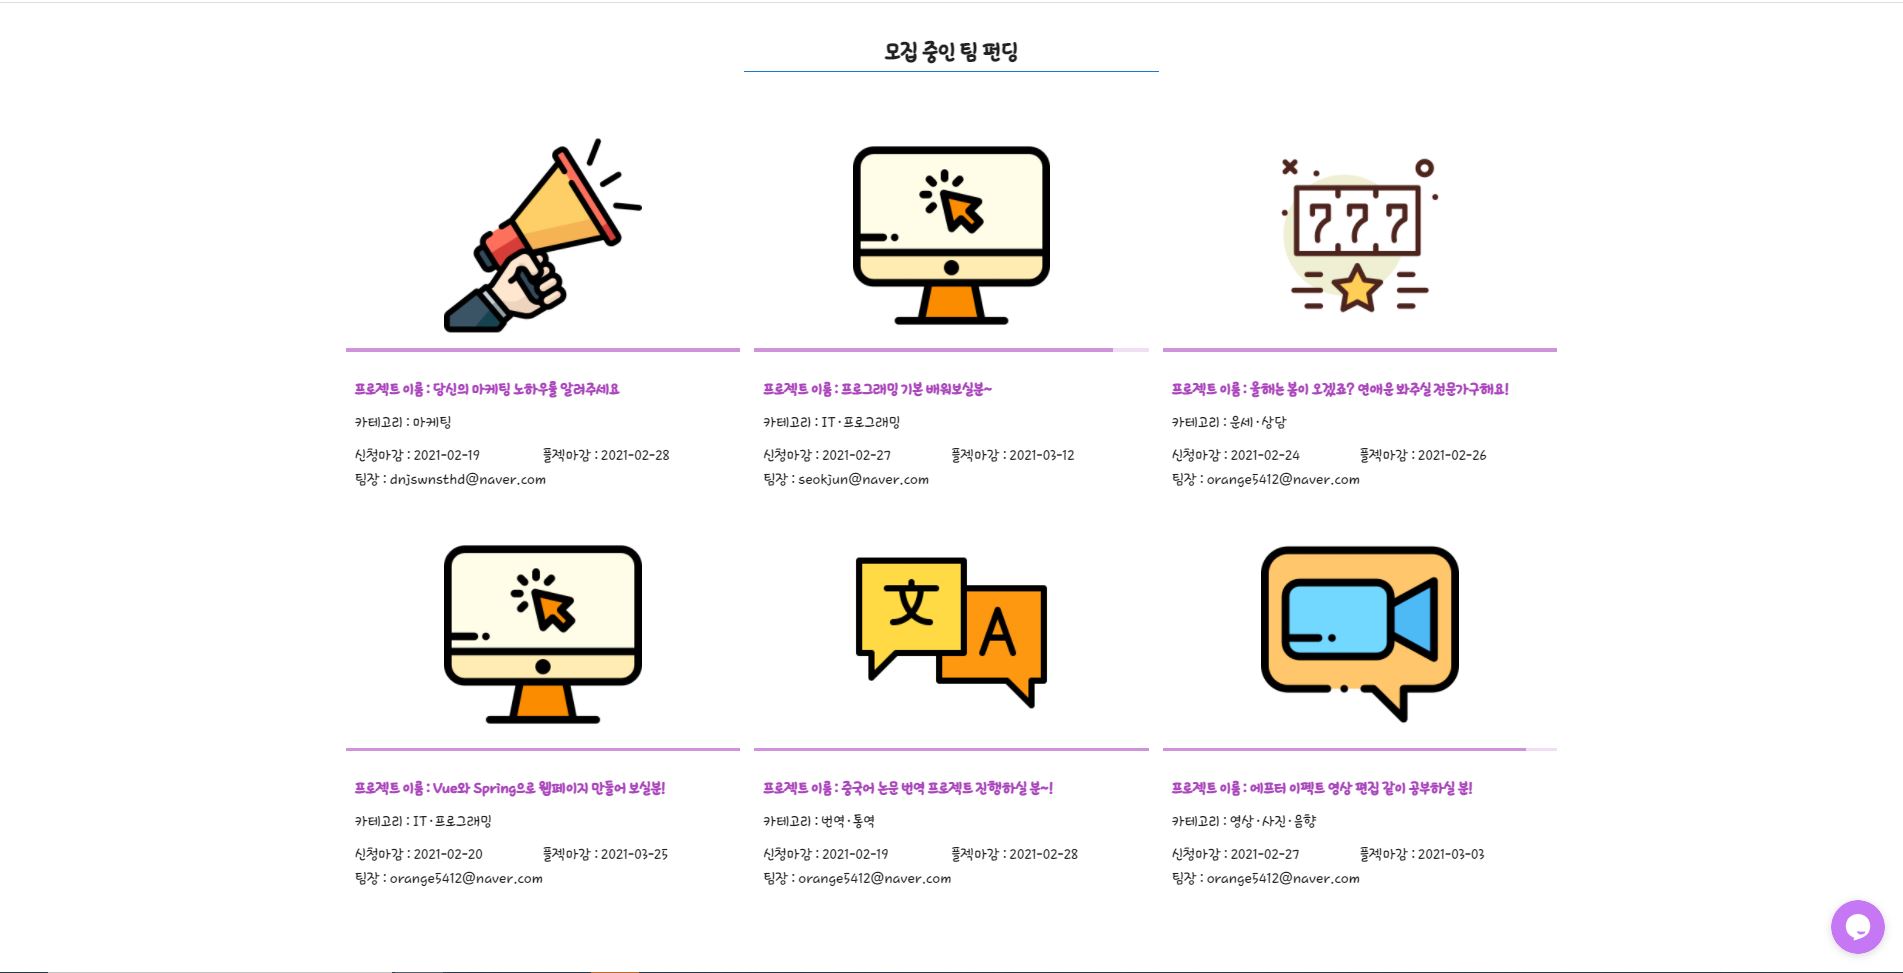 모집 중인 팀 펀딩
777
프로젝트 이름 : 당신의 마케팅 노하우를 알려주세요
카테고리 : 마케팅
신청마감 : 2021-02-19 플젝마감 : 2021-02-28
팀장 : dnjswnsthd@naver.com
프로젝트 이름 : 프로그래밍 기본 배워보실분~
카테고리 : IT·프로그래밍
신청마감 : 2021-02-27 플젝마감 : 2021-03-12
팀장 : seokjun@naver.com
프로젝트 이름 : 올해는 봄이 오겠죠? 연애운 봐주실 전문가구해요!
카테고리 : 운세·상담
신청마감 : 2021-02-24 플젝마감 : 2021-02-26
팀장 : orange5412@naver.com
文 A
프로젝트 이름 : Vue와 Spring으로 웹페이지 만들어 보실분!
카테고리 : IT·프로그래밍
신청마감 : 2021-02-20 플젝마감 : 2021-03-25
팀장 : orange5412@naver.com
프로젝트 이름 : 중국어 논문 번역 프로젝트 진행하실 분~!
카테고리 : 번역·통역
신청마감 : 2021-02-19 플젝마감 : 2021-02-28
팀장 : orange5412@naver.com
프로젝트 이름 : 에프터 이펙트 영상 편집 같이 공부하실 분!
카테고리 : 영상·사진·음향
신청마감 : 2021-02-27 플젝마감 : 2021-03-03
팀장 : orange5412@naver.com